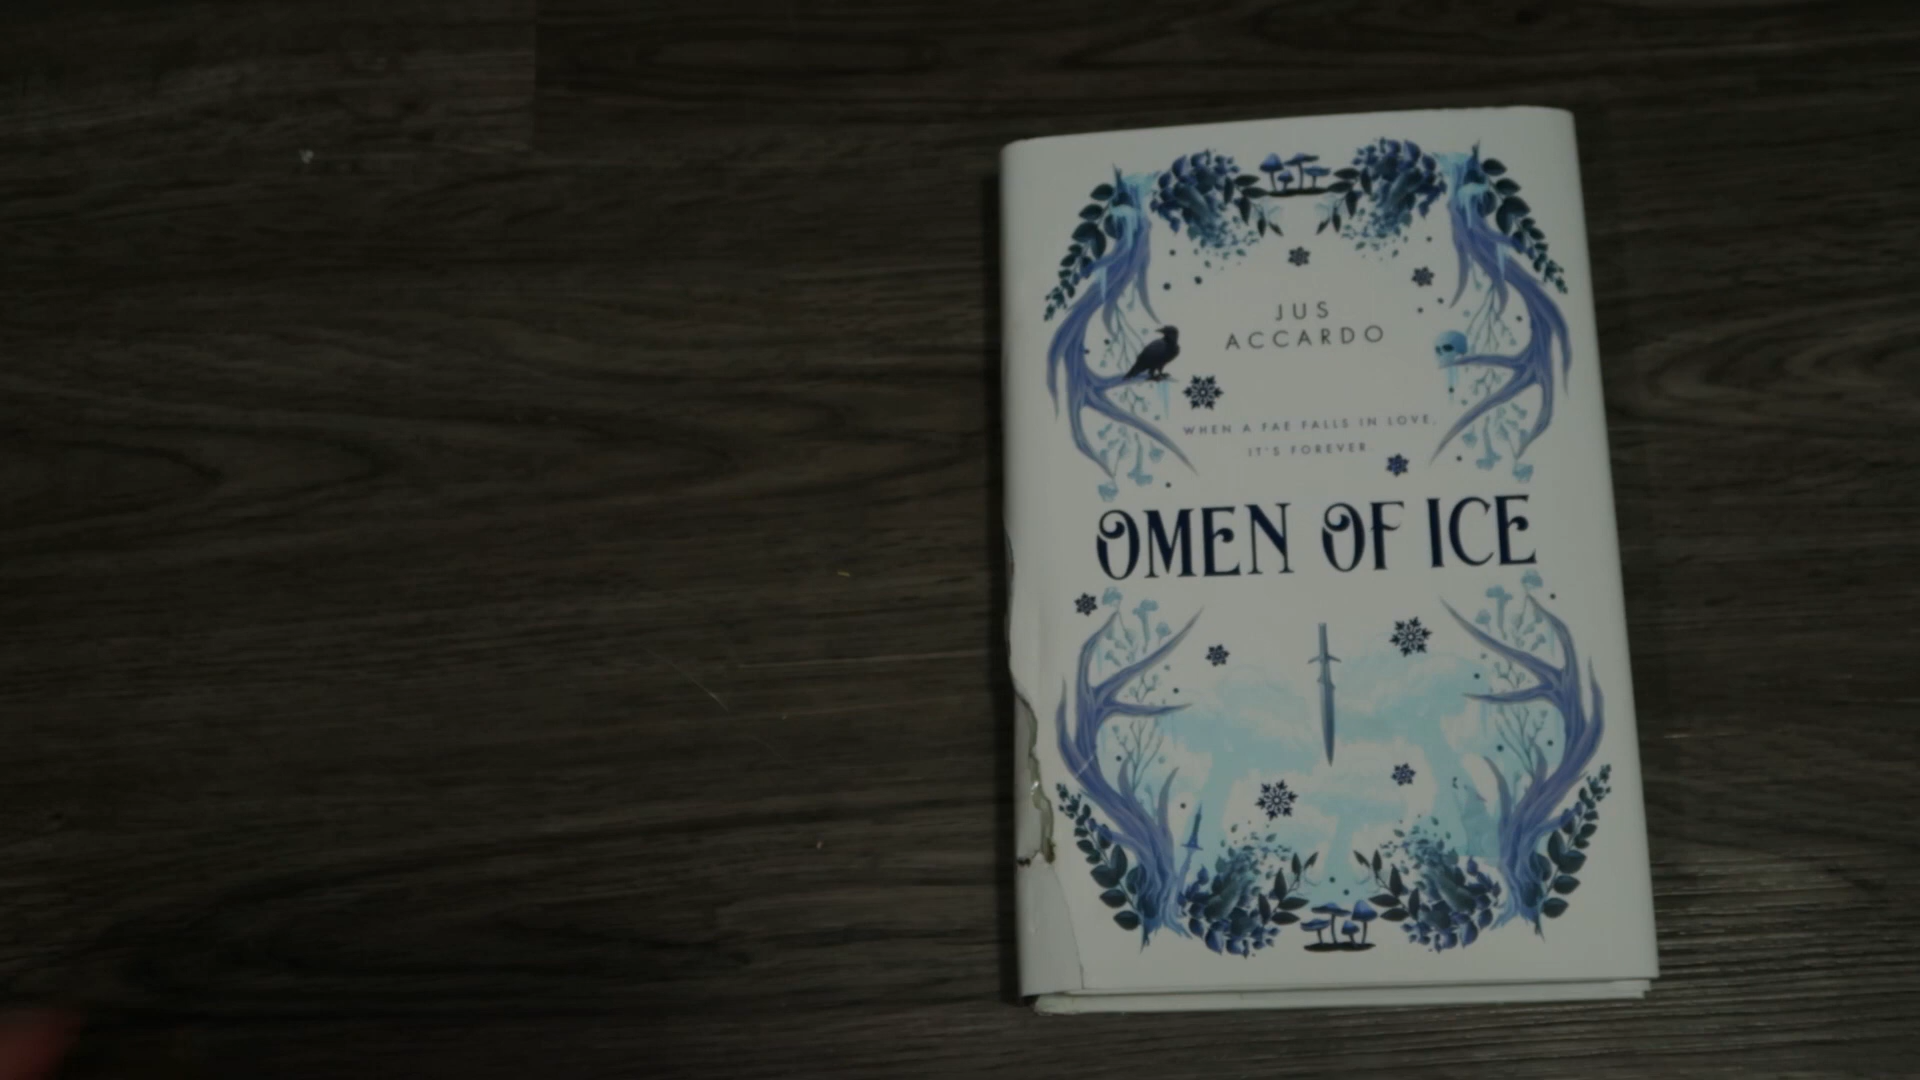 JUS
ACCARDO
WHEN A FAE FALLS IN LOVE,
IT'S FOREVER.
OMEN OF ICE